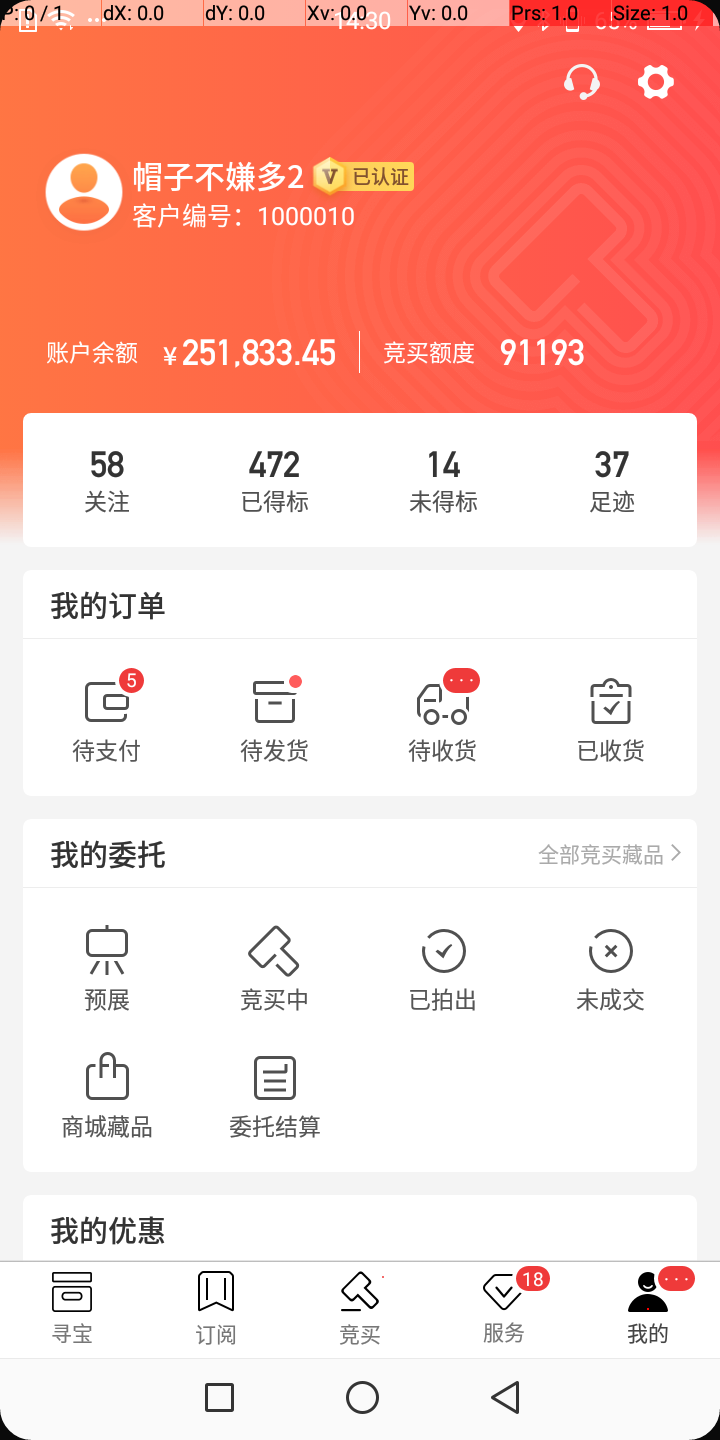 P: 0 / 1 dX: 0.0 dY: 0.0 Xv: 0.0 Yv: 0.0 Prs: 1.0 Size: 1.0
14:30
帽子不嫌多2 V 已认证
客户编号：1000010
账户余额 ¥251,833.45 竞买额度 91193
58 472 14 37
关注 已得标 未得标 足迹
我的订单
5 ...
待支付 待发货 待收货 已收货
我的委托 全部竞买藏品
预展 竞买中 已拍出 未成交
商城藏品 委托结算
我的优惠
18 ...
寻宝 订阅 竞买 服务 我的